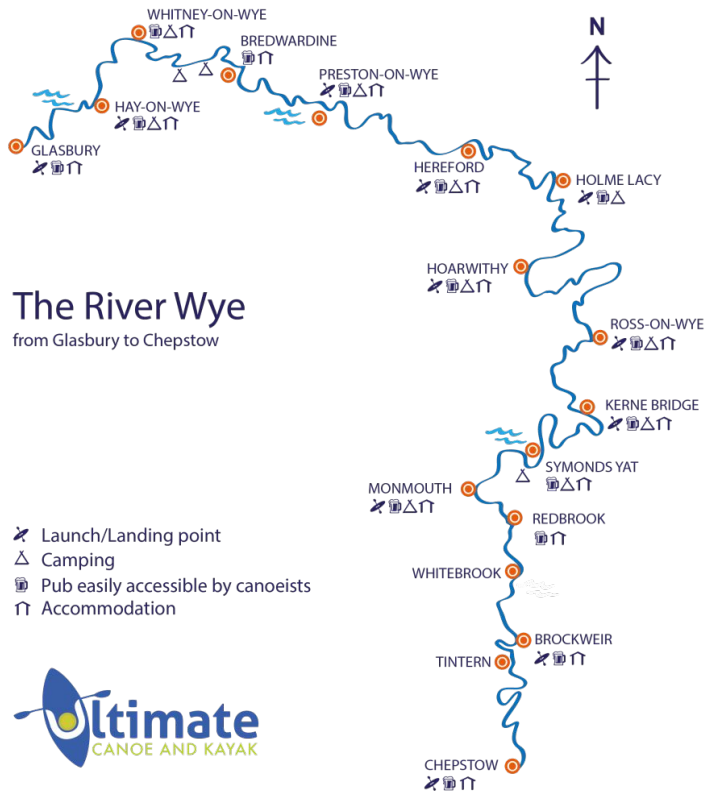 WHITNEY-ON-WYE
BREDWARDINE
N
PRESTON-ON-WYE
HAY-ON-WYE
GLASBURY
HEREFORD
HOLME LACY
HOARWITHY
The River Wye
from Glasbury to Chepstow
ROSS-ON-WYE
KERNE BRIDGE
SYMONDS YAT
MONMOUTH
REDBROOK
Launch/Landing point
Camping
Pub easily accessible by canoeists
Accommodation
WHITEBROOK
BROCKWEIR
TINTERN
Ultimate
CANOE AND KAYAK
CHEPSTOW